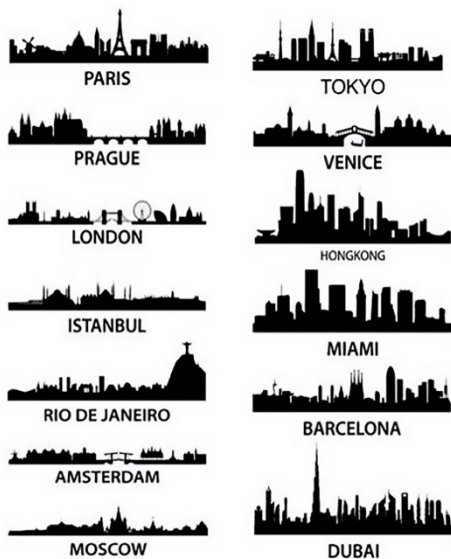 PARIS
TOKYO
PRAGUE
VENICE
LONDON
HONGKONG
ISTANBUL
MIAMI
RIO DE JANEIRO
BARCELONA
AMSTERDAM
MOSCOW
DUBAI